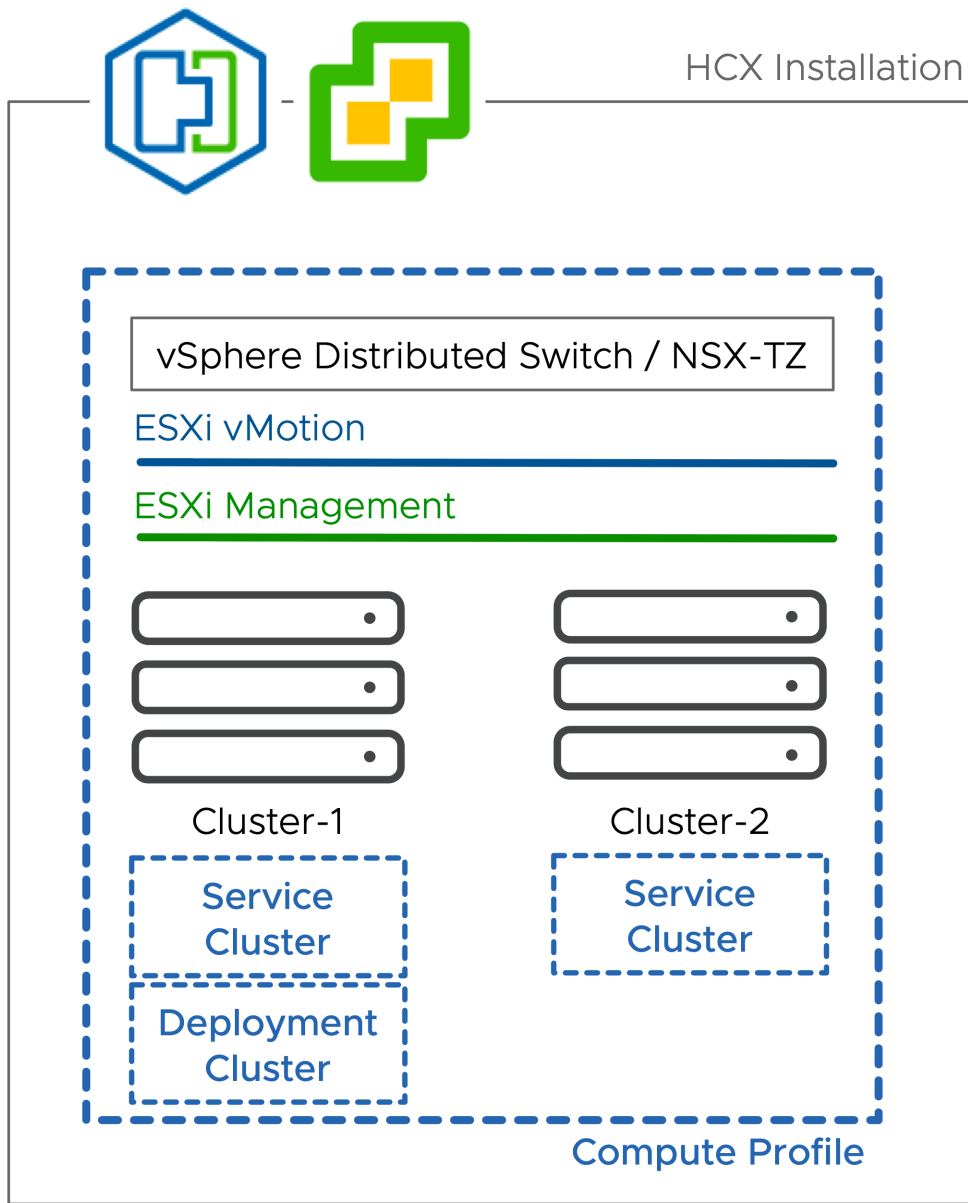 HCX Installation
vSphere Distributed Switch / NSX-TZ
ESXi vMotion
ESXi Management
Cluster-1
Cluster-2
Service
Cluster
Service
Cluster
Deployment
Cluster
Compute Profile